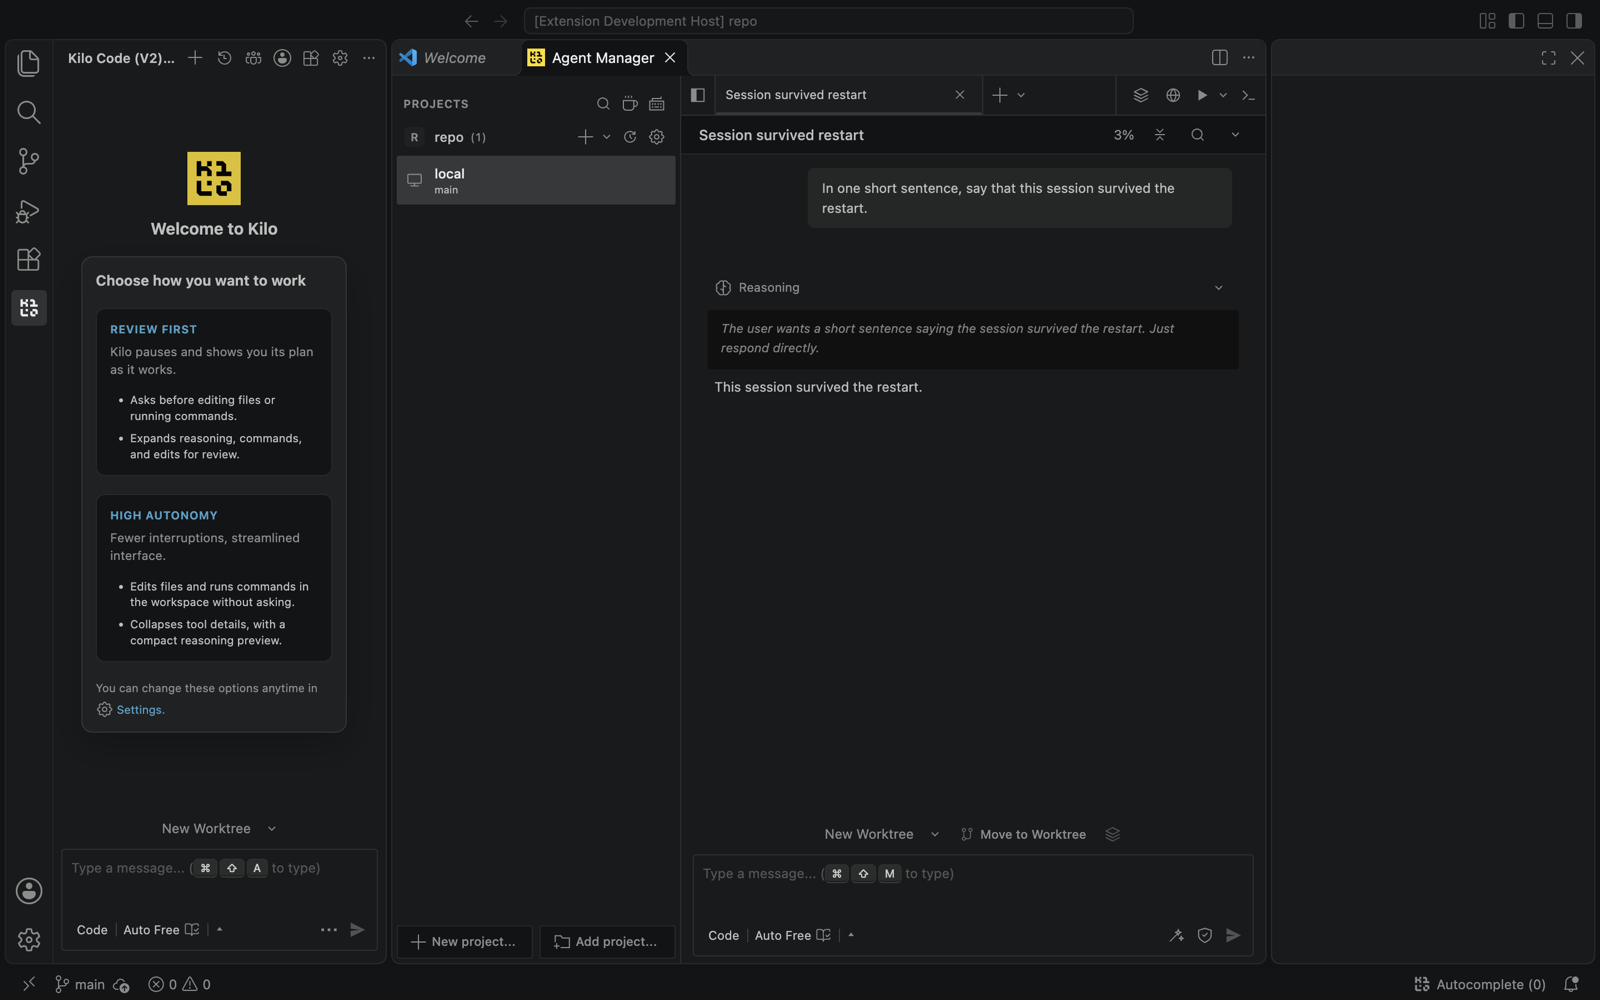 [Extension Development Host] repo
Kilo Code (V2)...
Welcome to Kilo
Choose how you want to work
REVIEW FIRST
Kilo pauses and shows you its plan
as it works.
• Asks before editing files or
running commands.
• Expands reasoning, commands,
and edits for review.
HIGH AUTONOMY
Fewer interruptions, streamlined
interface.
• Edits files and runs commands in
the workspace without asking.
• Collapses tool details, with a
compact reasoning preview.
You can change these options anytime in
Settings.
New Worktree
Type a message... (⌘ ⇧ A to type)
Code Auto Free
Welcome
Agent Manager
PROJECTS
R repo (1)
local
main
New project...
Add project...
Session survived restart
Session survived restart
3%
In one short sentence, say that this session survived the
restart.
Reasoning
The user wants a short sentence saying the session survived the restart. Just
respond directly.
This session survived the restart.
New Worktree
Move to Worktree
Type a message... (⌘ ⇧ M to type)
Code Auto Free
main
0
0
Autocomplete (0)